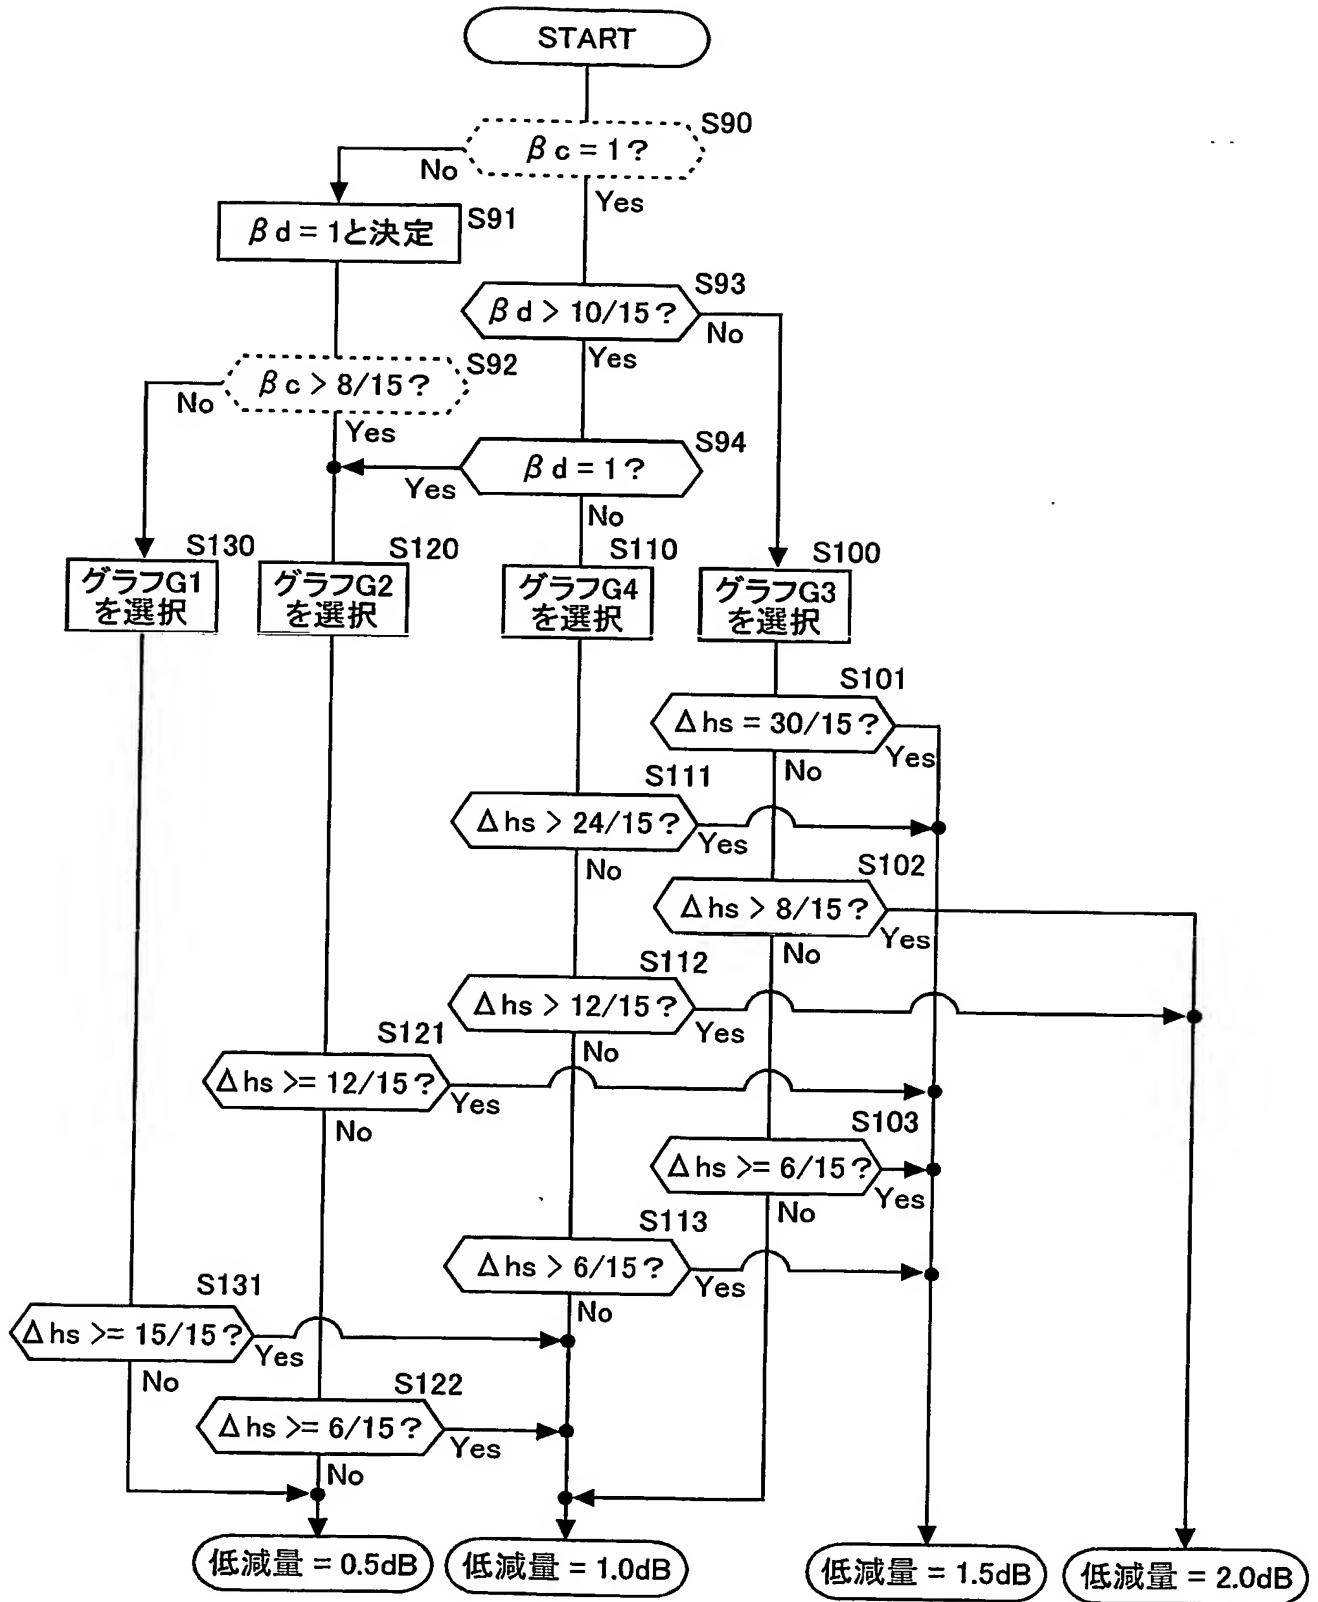 START
S90
βc = 1?
No
Yes
βd = 1と決定
S91
S93
βd > 10/15?
No
Yes
S92
βc > 8/15?
No
Yes
S94
βd = 1?
Yes
No
S130
グラフG1
を選択
S120
グラフG2
を選択
S110
グラフG4
を選択
S100
グラフG3
を選択
S101
Δhs = 30/15?
Yes
No
S111
Δhs > 24/15?
Yes
No
S102
Δhs > 8/15?
Yes
No
S112
Δhs > 12/15?
Yes
No
S121
Δhs >= 12/15?
Yes
No
S103
Δhs >= 6/15?
Yes
No
S113
Δhs > 6/15?
Yes
No
S131
Δhs >= 15/15?
Yes
No
S122
Δhs >= 6/15?
Yes
No
低減量 = 0.5dB
低減量 = 1.0dB
低減量 = 1.5dB
低減量 = 2.0dB